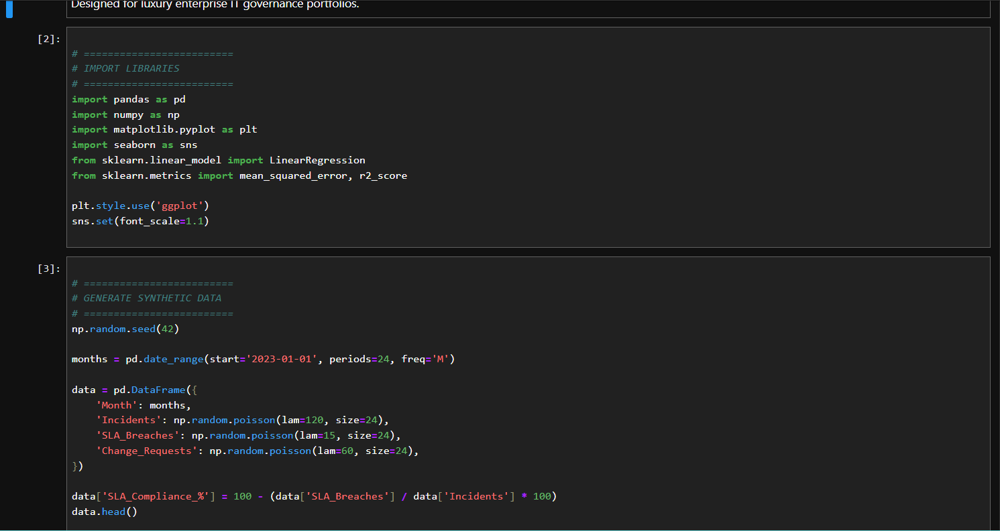 Designed for luxury enterprise IT governance portfolios.
[2]:
# =========================
# IMPORT LIBRARIES
# =========================
import pandas as pd
import numpy as np
import matplotlib.pyplot as plt
import seaborn as sns
from sklearn.linear_model import LinearRegression
from sklearn.metrics import mean_squared_error, r2_score
plt.style.use('ggplot')
sns.set(font_scale=1.1)
[3]:
# =========================
# GENERATE SYNTHETIC DATA
# =========================
np.random.seed(42)
months = pd.date_range(start='2023-01-01', periods=24, freq='M')
data = pd.DataFrame({
    'Month': months,
    'Incidents': np.random.poisson(lam=120, size=24),
    'SLA_Breaches': np.random.poisson(lam=15, size=24),
    'Change_Requests': np.random.poisson(lam=60, size=24),
})
data['SLA_Compliance_%'] = 100 - (data['SLA_Breaches'] / data['Incidents'] * 100)
data.head()